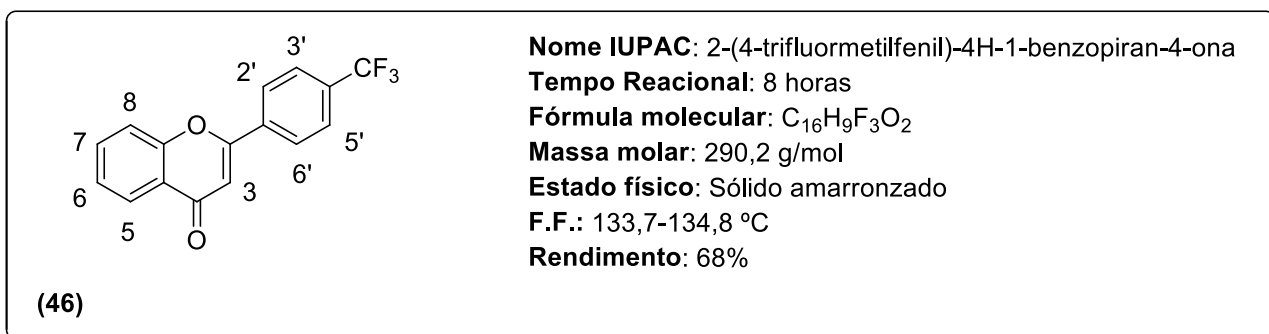 3'
2'
CF₃
8
O
7
5'
6'
6
3
5
O
(46)
Nome IUPAC: 2-(4-trifluormetilfenil)-4H-1-benzopiran-4-ona
Tempo Reacional: 8 horas
Fórmula molecular: C₁₆H₉F₃O₂
Massa molar: 290,2 g/mol
Estado físico: Sólido amarronzado
F.F.: 133,7-134,8 ºC
Rendimento: 68%